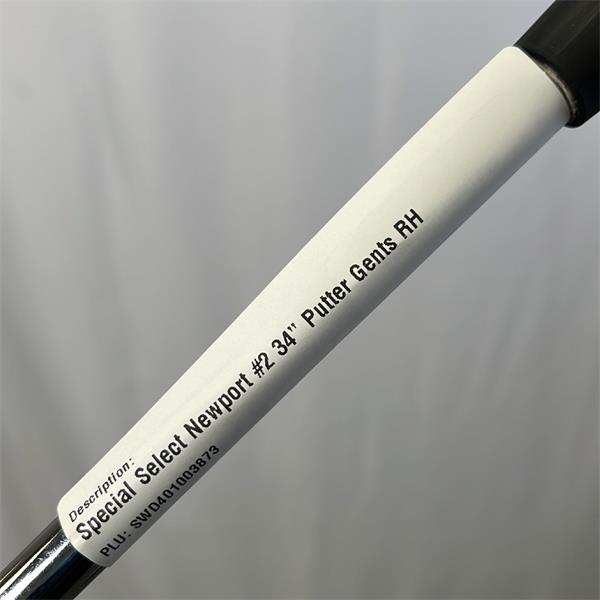 Description:
Special Select Newport #2 34" Putter Gents RH
PLU: SWD401003873